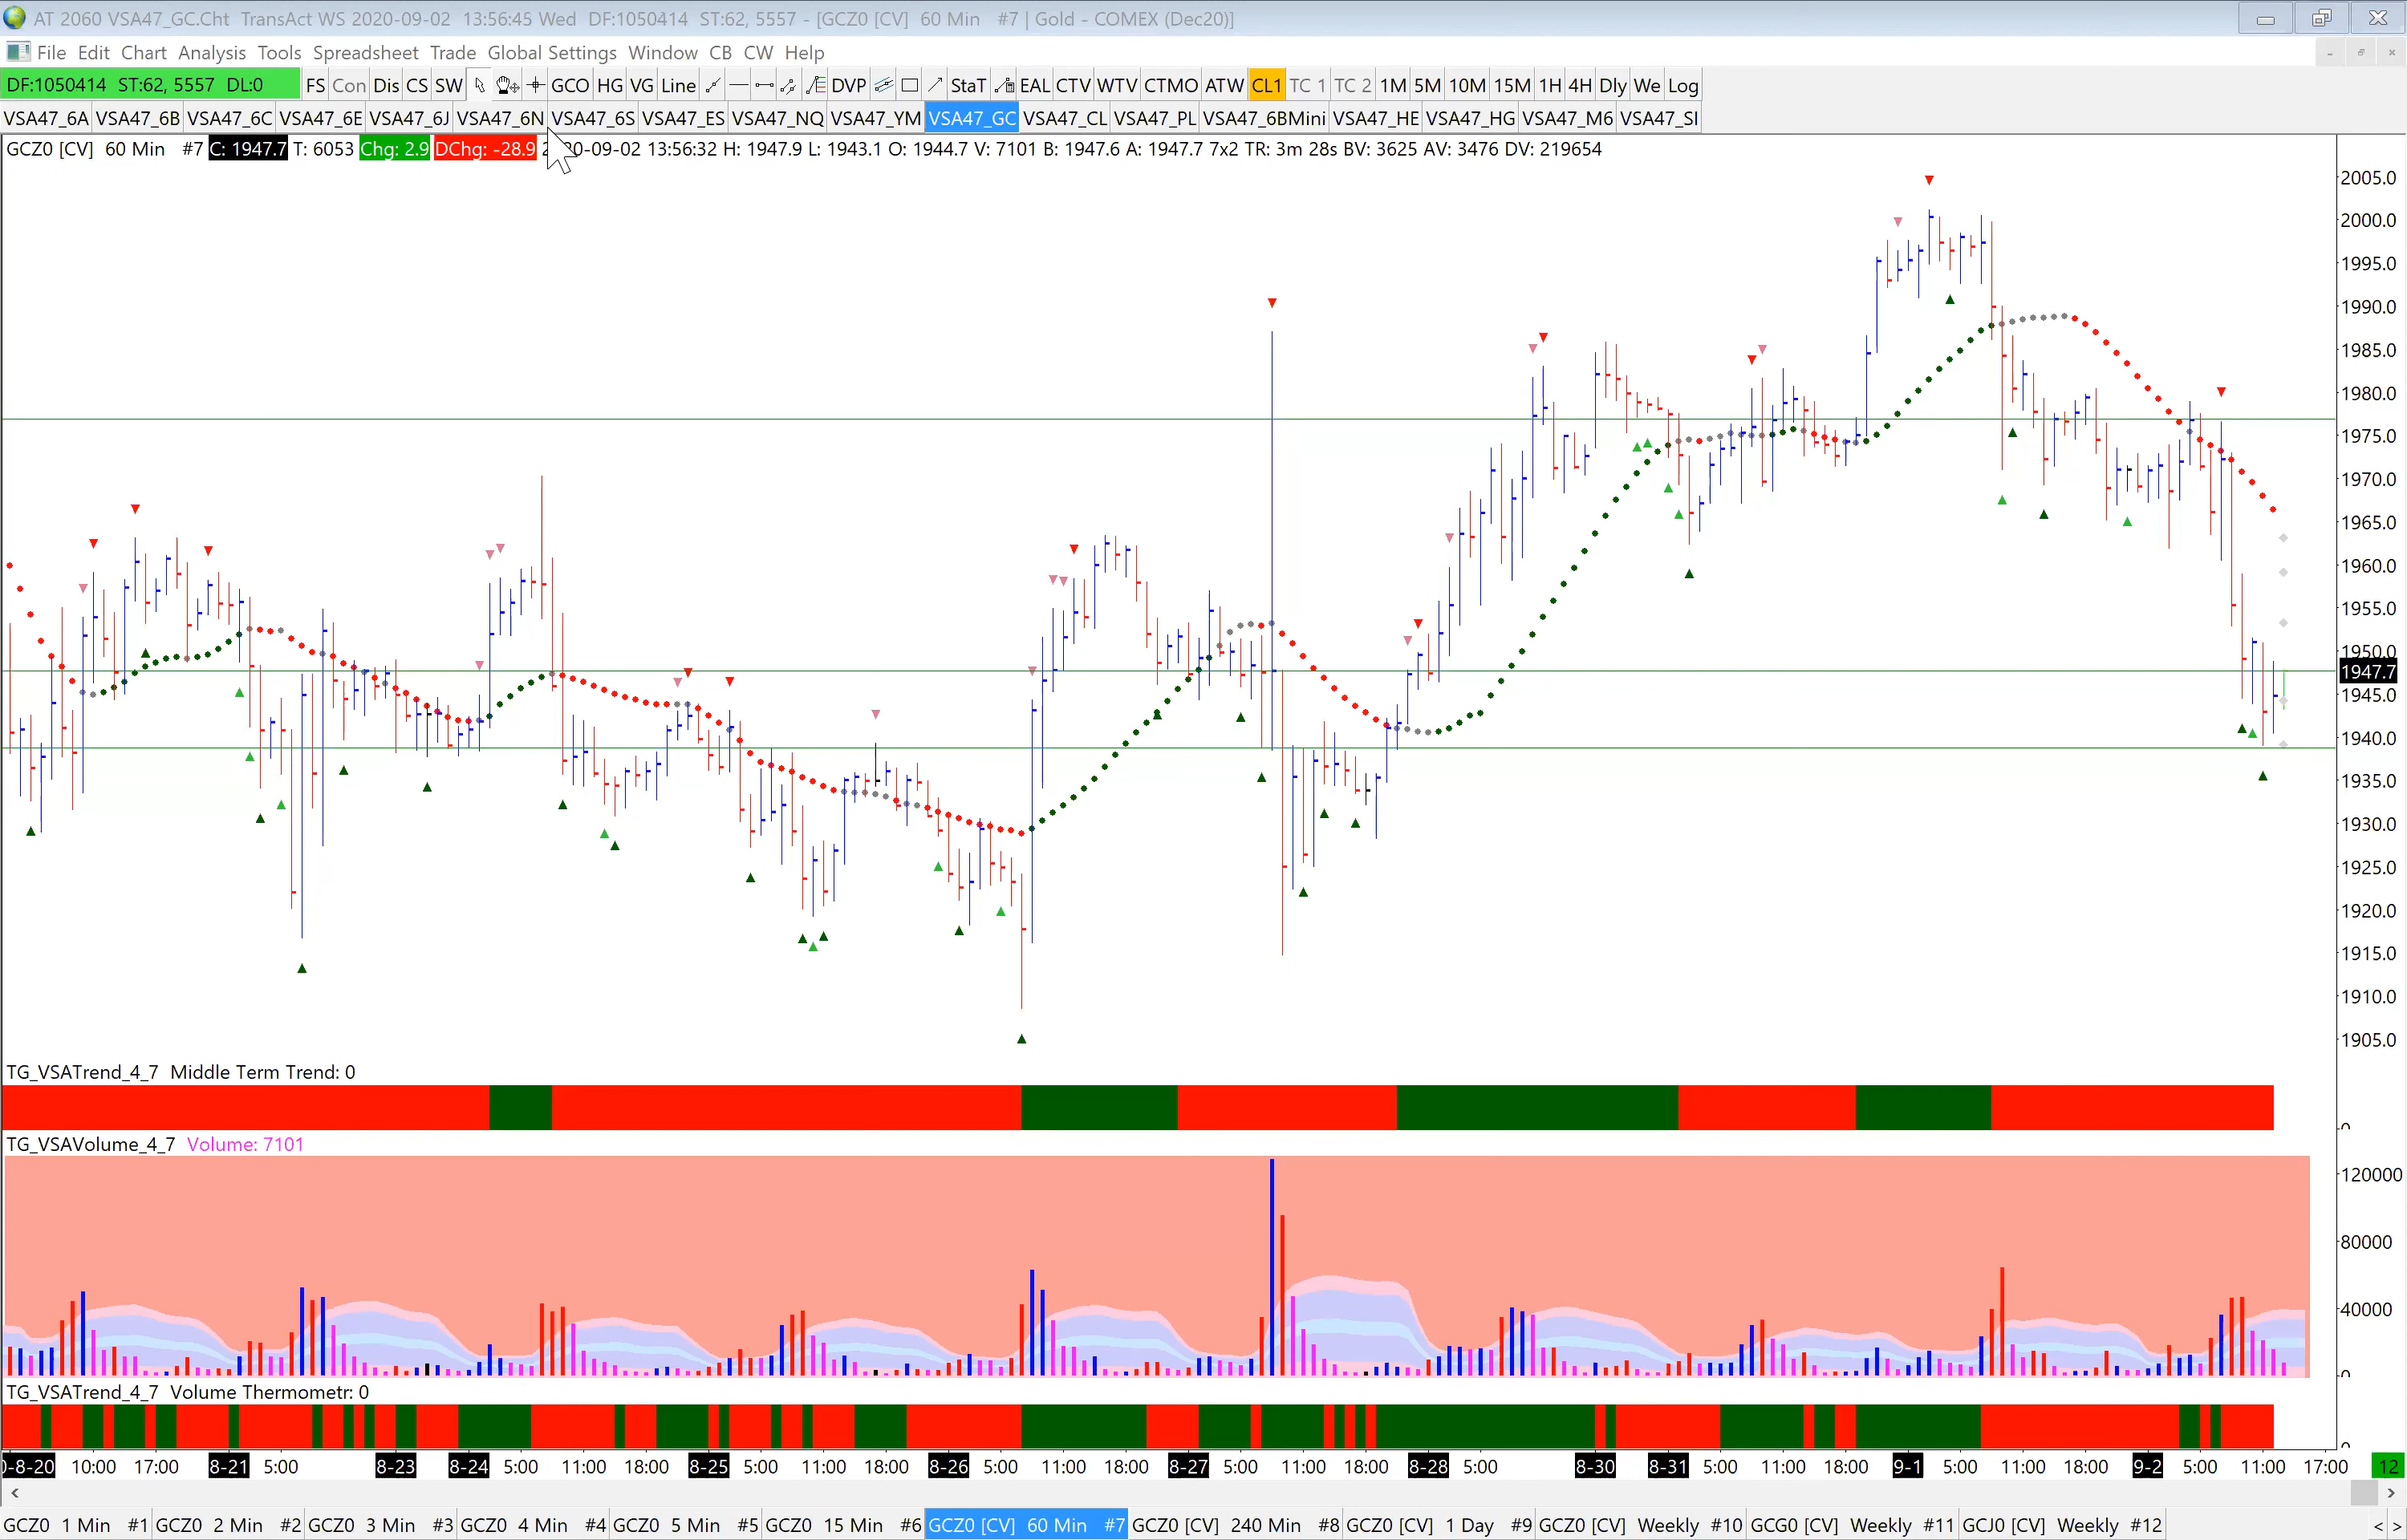 AT 2060 VSA47_GC.Cht TransAct WS 2020-09-02 13:56:45 Wed DF:1050414 ST:62, 5557 - [GCZ0 [CV] 60 Min #7 | Gold - COMEX (Dec20)]
File Edit Chart Analysis Tools Spreadsheet Trade Global Settings Window CB CW Help
DF:1050414 ST:62, 5557 DL:0 FS Con Dis CS SW GCO HG VG Line DVP StaT EAL CTV WTV CTMO ATW CL1 TC 1 TC 2 1M 5M 10M 15M 1H 4H Dly We Log
VSA47_6A VSA47_6B VSA47_6C VSA47_6E VSA47_6J VSA47_6N VSA47_6S VSA47_ES VSA47_NQ VSA47_YM VSA47_GC VSA47_CL VSA47_PL VSA47_6BMini VSA47_HE VSA47_HG VSA47_M6 VSA47_SI
GCZ0 [CV] 60 Min #7 C: 1947.7 T: 6053 Chg: 2.9 DChg: -28.9 0-09-02 13:56:32 H: 1947.9 L: 1943.1 O: 1944.7 V: 7101 B: 1947.6 A: 1947.7 7x2 TR: 3m 28s BV: 3625 AV: 3476 DV: 219654
2005.0
2000.0
1995.0
1990.0
1985.0
1980.0
1975.0
1970.0
1965.0
1960.0
1955.0
1950.0
1947.7
1945.0
1940.0
1935.0
1930.0
1925.0
1920.0
1915.0
1910.0
1905.0
TG_VSATrend_4_7 Middle Term Trend: 0
TG_VSAVolume_4_7 Volume: 7101
120000
80000
40000
TG_VSATrend_4_7 Volume Thermometr: 0
0-8-20 10:00 17:00 8-21 5:00 8-23 8-24 5:00 11:00 18:00 8-25 5:00 11:00 18:00 8-26 5:00 11:00 18:00 8-27 5:00 11:00 18:00 8-28 5:00 8-30 8-31 5:00 11:00 18:00 9-1 5:00 11:00 18:00 9-2 5:00 11:00 17:00 12
GCZ0 1 Min #1 GCZ0 2 Min #2 GCZ0 3 Min #3 GCZ0 4 Min #4 GCZ0 5 Min #5 GCZ0 15 Min #6 GCZ0 [CV] 60 Min #7 GCZ0 [CV] 240 Min #8 GCZ0 [CV] 1 Day #9 GCZ0 [CV] Weekly #10 GCG0 [CV] Weekly #11 GCJ0 [CV] Weekly #12